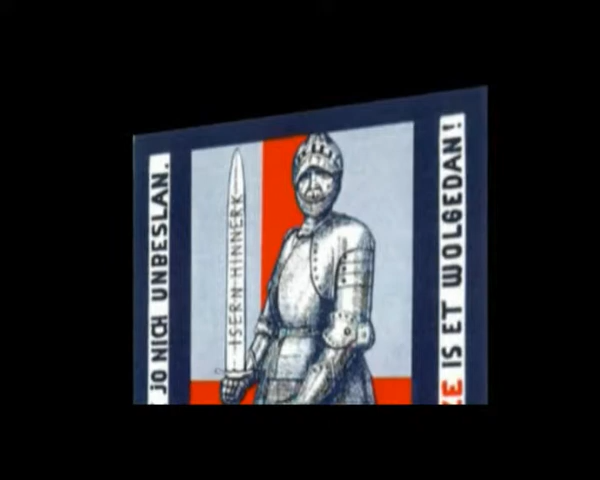 JO NICH UNBESLAN.
ISERN HINNERK
IS ET WOLGEDAN!